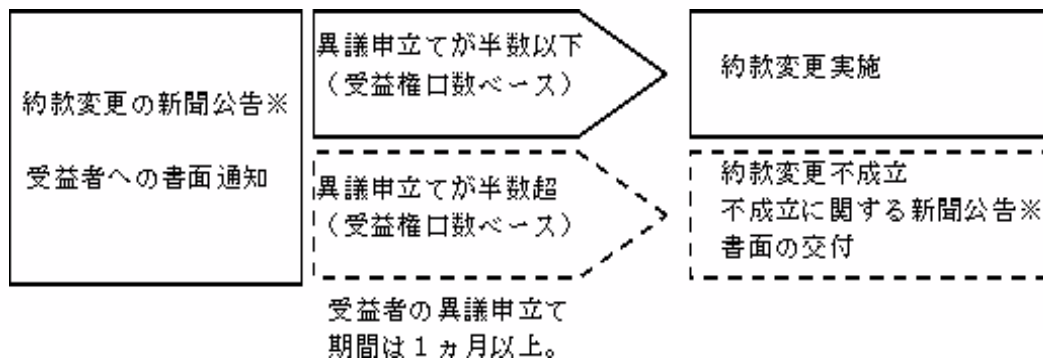 約款変更の新聞公告※
受益者への書面通知
異議申立てが半数以下
（受益権口数ベース）
約款変更実施
異議申立てが半数超
（受益権口数ベース）
約款変更不成立
不成立に関する新聞公告※
書面の交付
受益者の異議申立て
期間は１ヵ月以上。